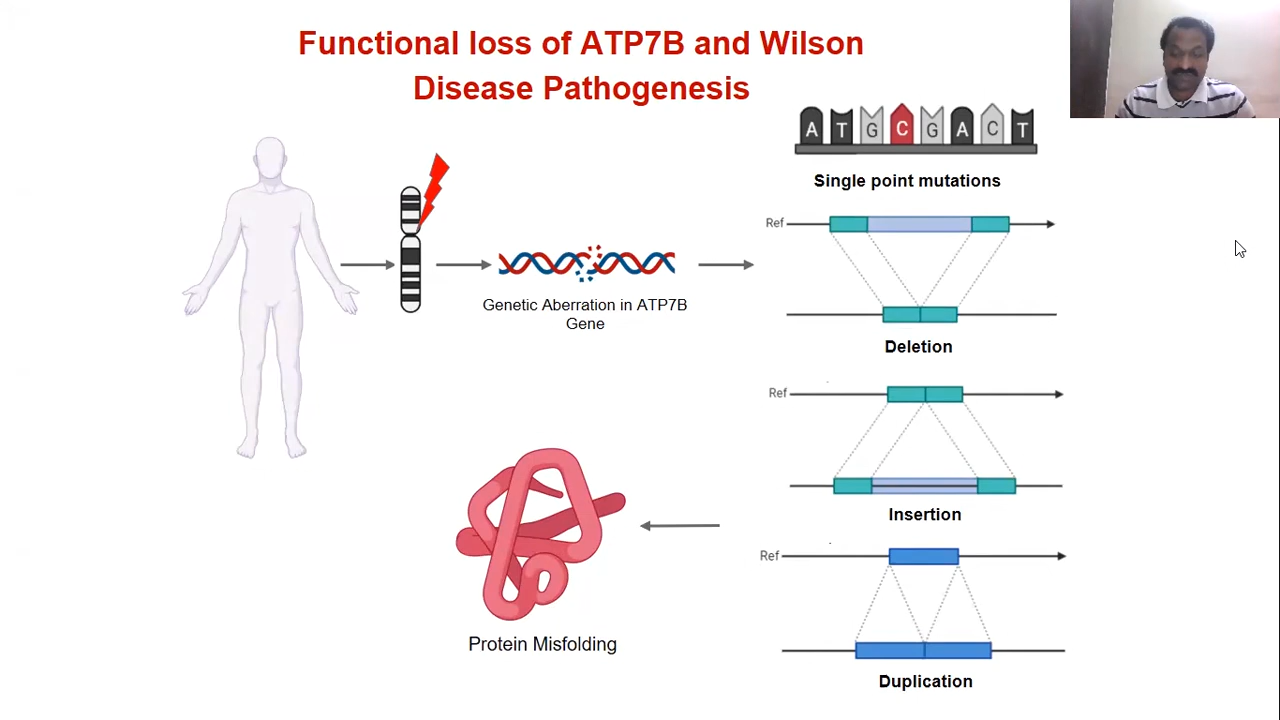 Functional loss of ATP7B and Wilson
Disease Pathogenesis
A T G C G A C T
Single point mutations
Ref
Genetic Aberration in ATP7B
Gene
Deletion
Ref
Insertion
Ref
Protein Misfolding
Duplication